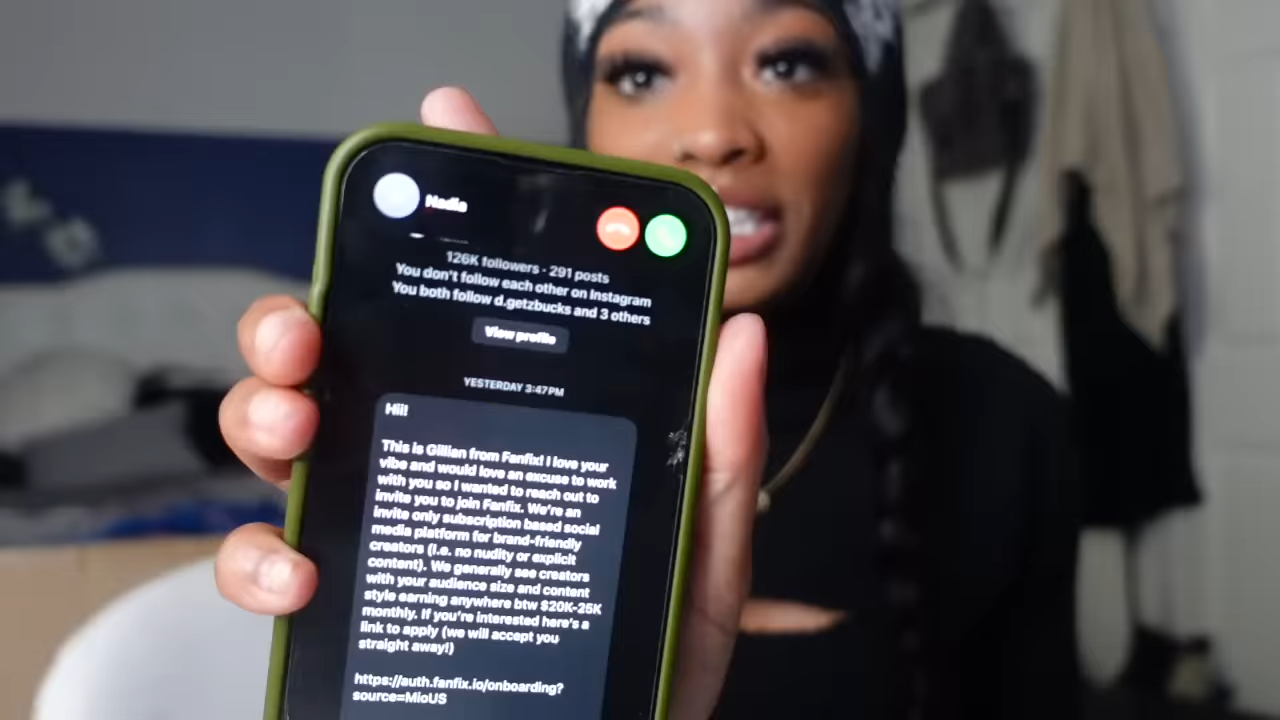 Nadia
126K followers · 291 posts
You don't follow each other on Instagram
You both follow d.getzbucks and 3 others
View profile
YESTERDAY 3:47 PM
Hii!
This is Gillian from Fanfix! I love your
vibe and would love an excuse to work
with you so I wanted to reach out to
invite you to join Fanfix. We're an
invite only subscription based social
media platform for brand-friendly
creators (i.e. no nudity or explicit
content). We generally see creators
with your audience size and content
style earning anywhere btw $20K-25K
monthly. If you're interested here's a
link to apply (we will accept you
straight away!)
https://auth.fanfix.io/onboarding?
source=MioUS